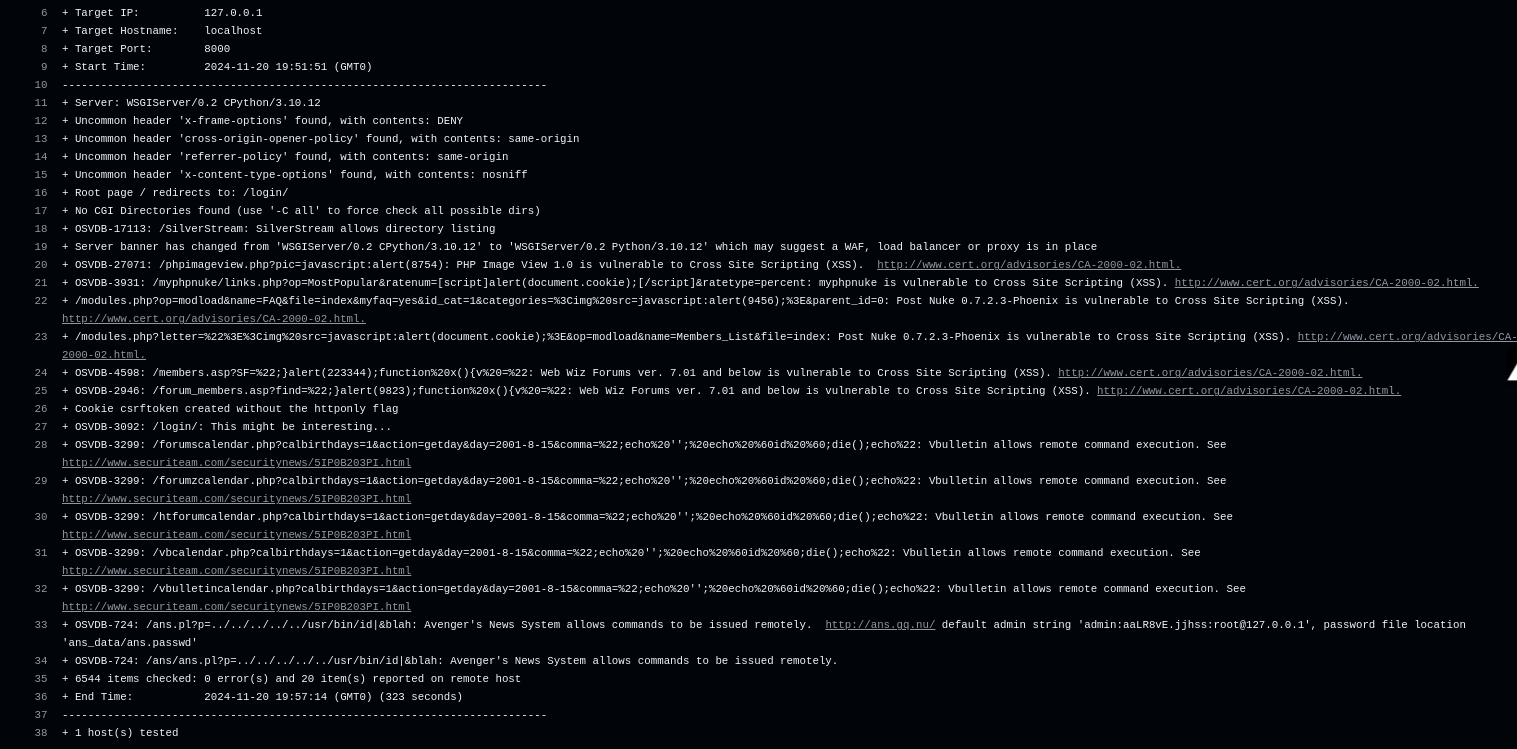 6 + Target IP:          127.0.0.1
7 + Target Hostname:    localhost
8 + Target Port:        8000
9 + Start Time:         2024-11-20 19:51:51 (GMT0)
10 ---------------------------------------------------------------------------
11 + Server: WSGIServer/0.2 CPython/3.10.12
12 + Uncommon header 'x-frame-options' found, with contents: DENY
13 + Uncommon header 'cross-origin-opener-policy' found, with contents: same-origin
14 + Uncommon header 'referrer-policy' found, with contents: same-origin
15 + Uncommon header 'x-content-type-options' found, with contents: nosniff
16 + Root page / redirects to: /login/
17 + No CGI Directories found (use '-C all' to force check all possible dirs)
18 + OSVDB-17113: /SilverStream: SilverStream allows directory listing
19 + Server banner has changed from 'WSGIServer/0.2 CPython/3.10.12' to 'WSGIServer/0.2 Python/3.10.12' which may suggest a WAF, load balancer or proxy is in place
20 + OSVDB-27071: /phpimageview.php?pic=javascript:alert(8754): PHP Image View 1.0 is vulnerable to Cross Site Scripting (XSS).  http://www.cert.org/advisories/CA-2000-02.html.
21 + OSVDB-3931: /myphpnuke/links.php?op=MostPopular&ratenum=[script]alert(document.cookie);[/script]&ratetype=percent: myphpnuke is vulnerable to Cross Site Scripting (XSS). http://www.cert.org/advisories/CA-2000-02.html.
22 + /modules.php?op=modload&name=FAQ&file=index&myfaq=yes&id_cat=1&categories=%3Cimg%20src=javascript:alert(9456);%3E&parent_id=0: Post Nuke 0.7.2.3-Phoenix is vulnerable to Cross Site Scripting (XSS).
http://www.cert.org/advisories/CA-2000-02.html.
23 + /modules.php?letter=%22%3E%3Cimg%20src=javascript:alert(document.cookie);%3E&op=modload&name=Members_List&file=index: Post Nuke 0.7.2.3-Phoenix is vulnerable to Cross Site Scripting (XSS). http://www.cert.org/advisories/CA-
2000-02.html.
24 + OSVDB-4598: /members.asp?SF=%22;}alert(223344);function%20x(){v%20=%22: Web Wiz Forums ver. 7.01 and below is vulnerable to Cross Site Scripting (XSS). http://www.cert.org/advisories/CA-2000-02.html.
25 + OSVDB-2946: /forum_members.asp?find=%22;}alert(9823);function%20x(){v%20=%22: Web Wiz Forums ver. 7.01 and below is vulnerable to Cross Site Scripting (XSS). http://www.cert.org/advisories/CA-2000-02.html.
26 + Cookie csrftoken created without the httponly flag
27 + OSVDB-3092: /login/: This might be interesting...
28 + OSVDB-3299: /forumscalendar.php?calbirthdays=1&action=getday&day=2001-8-15&comma=%22;echo%20'';%20echo%20%60id%20%60;die();echo%22: Vbulletin allows remote command execution. See
http://www.securiteam.com/securitynews/5IP0B203PI.html
29 + OSVDB-3299: /forumzcalendar.php?calbirthdays=1&action=getday&day=2001-8-15&comma=%22;echo%20'';%20echo%20%60id%20%60;die();echo%22: Vbulletin allows remote command execution. See
http://www.securiteam.com/securitynews/5IP0B203PI.html
30 + OSVDB-3299: /htforumcalendar.php?calbirthdays=1&action=getday&day=2001-8-15&comma=%22;echo%20'';%20echo%20%60id%20%60;die();echo%22: Vbulletin allows remote command execution. See
http://www.securiteam.com/securitynews/5IP0B203PI.html
31 + OSVDB-3299: /vbcalendar.php?calbirthdays=1&action=getday&day=2001-8-15&comma=%22;echo%20'';%20echo%20%60id%20%60;die();echo%22: Vbulletin allows remote command execution. See
http://www.securiteam.com/securitynews/5IP0B203PI.html
32 + OSVDB-3299: /vbulletincalendar.php?calbirthdays=1&action=getday&day=2001-8-15&comma=%22;echo%20'';%20echo%20%60id%20%60;die();echo%22: Vbulletin allows remote command execution. See
http://www.securiteam.com/securitynews/5IP0B203PI.html
33 + OSVDB-724: /ans.pl?p=../../../../../usr/bin/id|&blah: Avenger's News System allows commands to be issued remotely.  http://ans.gq.nu/ default admin string 'admin:aaLR8vE.jjhss:root@127.0.0.1', password file location
'ans_data/ans.passwd'
34 + OSVDB-724: /ans/ans.pl?p=../../../../../usr/bin/id|&blah: Avenger's News System allows commands to be issued remotely.
35 + 6544 items checked: 0 error(s) and 20 item(s) reported on remote host
36 + End Time:           2024-11-20 19:57:14 (GMT0) (323 seconds)
37 ---------------------------------------------------------------------------
38 + 1 host(s) tested